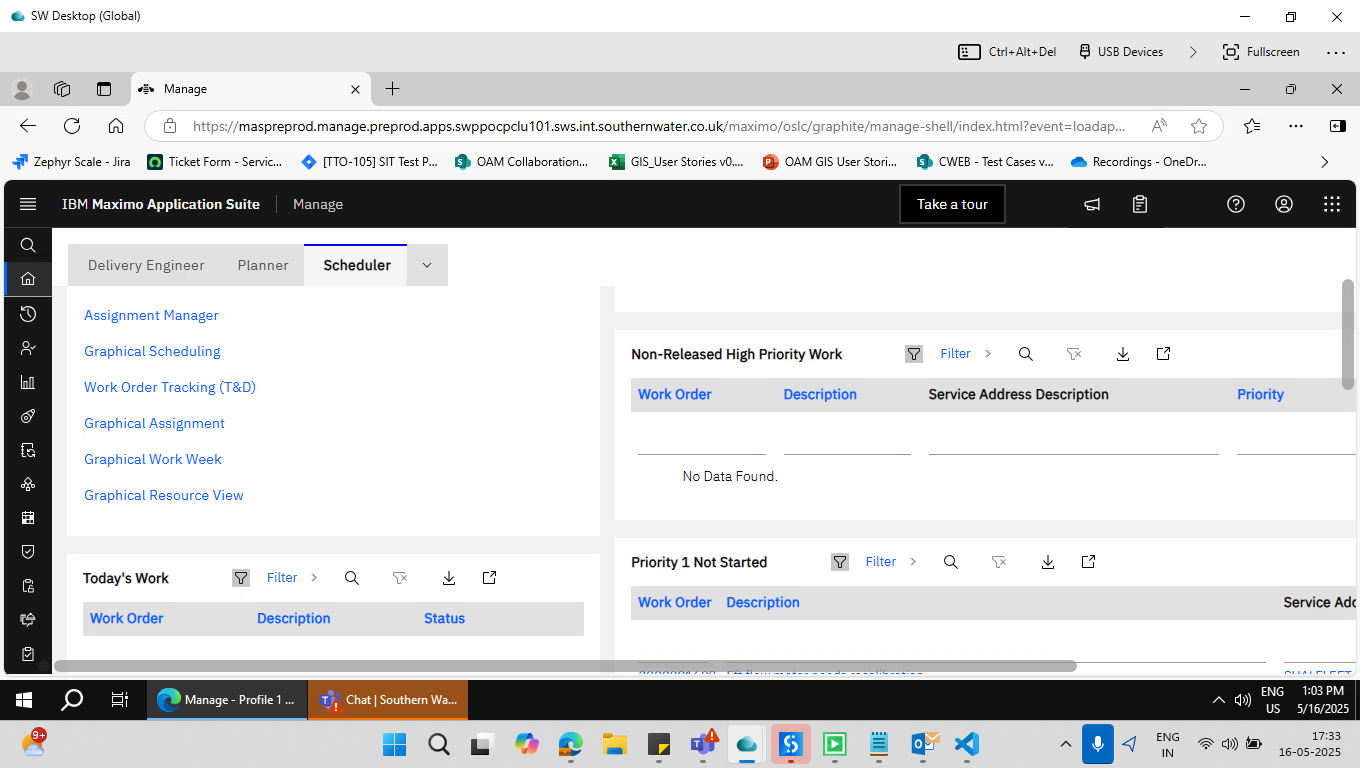 SW Desktop (Global)
Ctrl+Alt+Del
USB Devices
Fullscreen
Manage
https://maspreprod.manage.preprod.apps.swppocpclu101.sws.int.southernwater.co.uk/maximo/oslc/graphite/manage-shell/index.html?event=loadap...
Zephyr Scale - Jira
Ticket Form - Servic...
[TTO-105] SIT Test P...
OAM Collaboration...
GIS_User Stories v0....
OAM GIS User Stori...
CWEB - Test Cases v...
Recordings - OneDr...
IBM Maximo Application Suite
Manage
Take a tour
Delivery Engineer
Planner
Scheduler
Assignment Manager
Graphical Scheduling
Work Order Tracking (T&D)
Graphical Assignment
Graphical Work Week
Graphical Resource View
Today's Work
Filter
Work Order
Description
Status
Non-Released High Priority Work
Filter
Work Order
Description
Service Address Description
Priority
No Data Found.
Priority 1 Not Started
Filter
Work Order
Description
Service Add
Manage - Profile 1 ...
Chat | Southern Wa...
ENG
US
1:03 PM
5/16/2025
9+
ENG
IN
17:33
16-05-2025